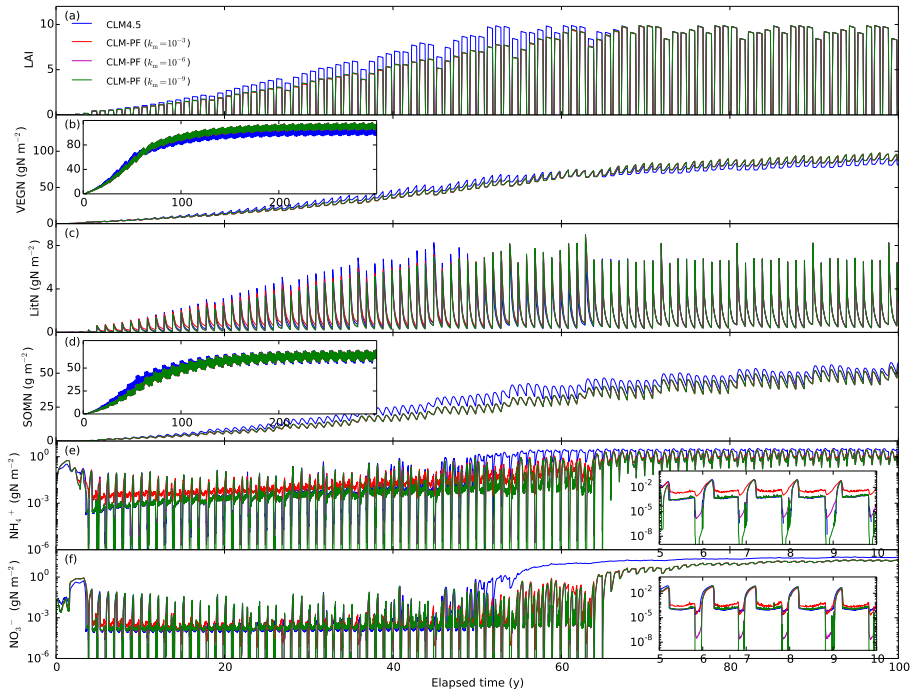 (a)
CLM4.5
CLM-PF (k_m=10^-3)
CLM-PF (k_m=10^-6)
CLM-PF (k_m=10^-9)
LAI
10
5
0
(b)
80
40
0
0 100 200
VEGN (gN m^-2)
100
50
0
(c)
LitN (gN m^-2)
8
4
0
(d)
50
25
0
0 100 200
SOMN (g m^-2)
50
25
0
(e)
NH4^+ (gN m^-2)
10^0
10^-3
10^-6
10^-2
10^-5
10^-8
5 6 7 8 9 10
(f)
NO3^- (gN m^-2)
10^0
10^-3
10^-6
10^-2
10^-5
10^-8
5 6 7 8 9 10
0 20 40 60 80 100
Elapsed time (y)